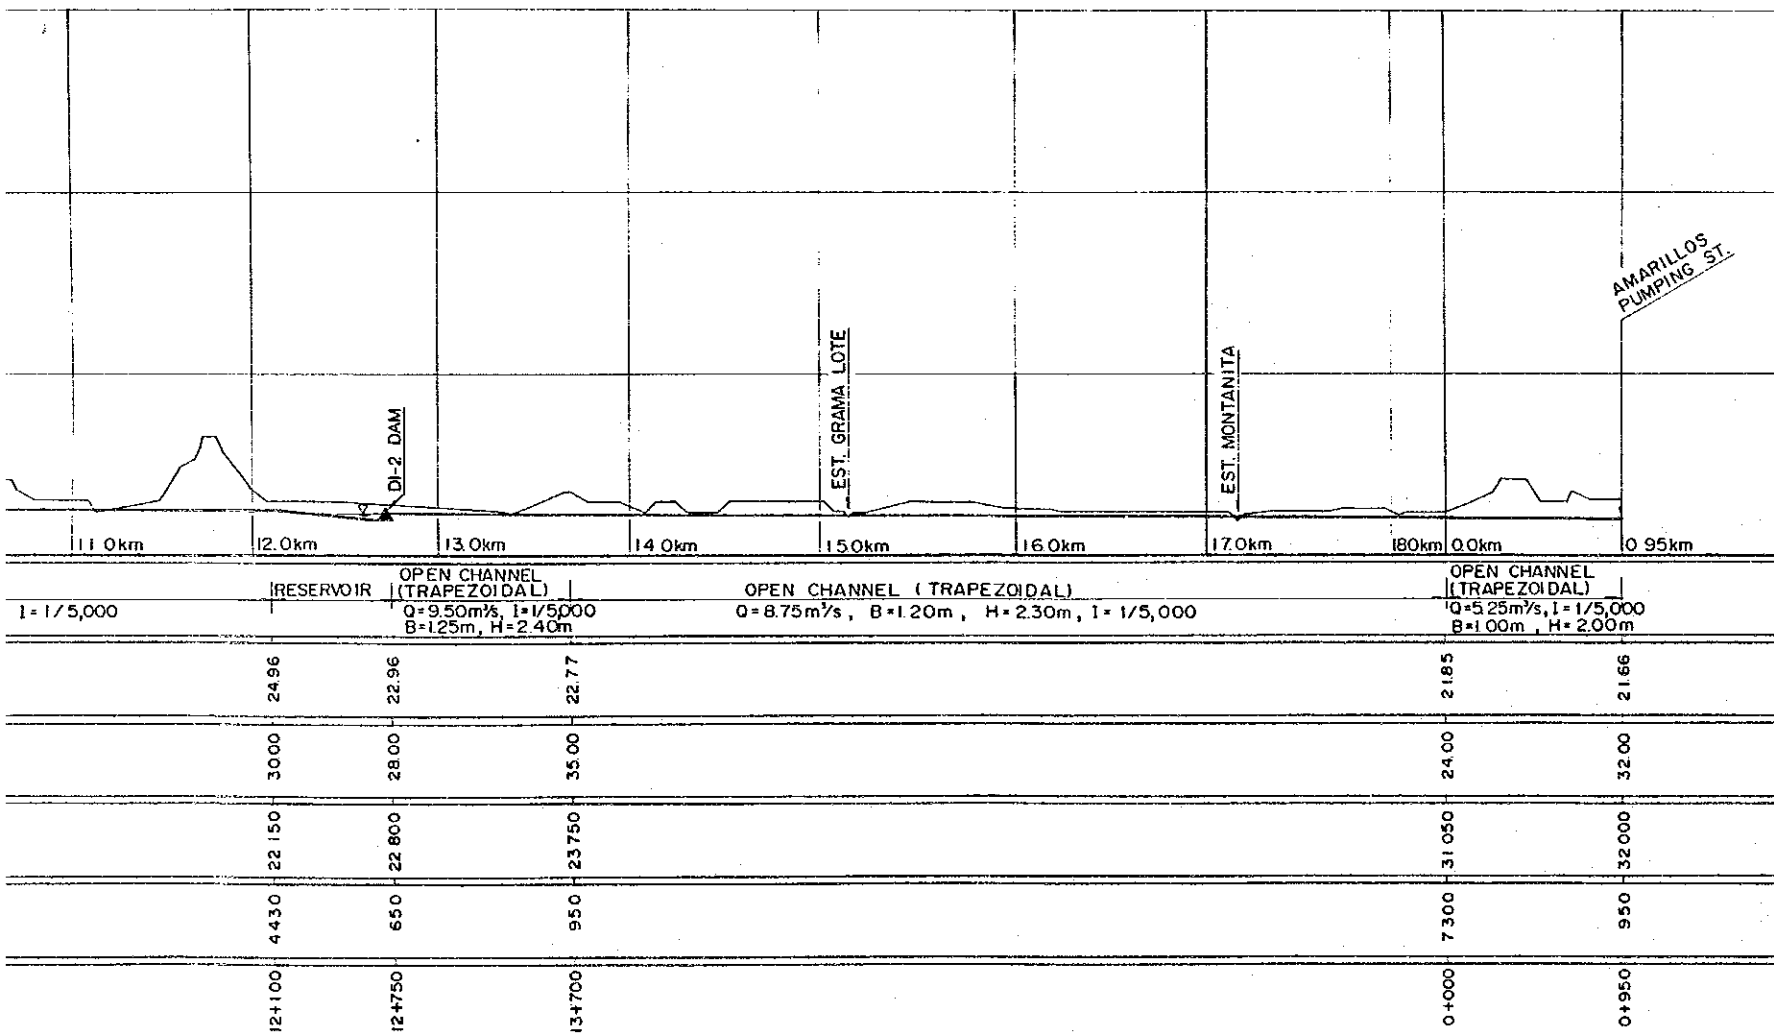 AMARILLOS
PUMPING ST.
DI-2 DAM
EST. GRAMA LOTE
EST. MONTANITA
11.0km 12.0km 13.0km 14.0km 15.0km 16.0km 17.0km 18.0km 0.0km 0.95km
I=1/5,000
RESERVOIR
OPEN CHANNEL
(TRAPEZOIDAL)
Q=9.50m³/s, I=1/5,000
B=1.25m, H=2.40m
OPEN CHANNEL (TRAPEZOIDAL)
Q=8.75m³/s, B=1.20m, H=2.30m, I=1/5,000
OPEN CHANNEL
(TRAPEZOIDAL)
Q=5.25m³/s, I=1/5,000
B=1.00m, H=2.00m
24.96 22.96 22.77 21.85 21.66
30.00 28.00 35.00 24.00 32.00
22 150 22 800 23 750 31 050 32 000
4 430 650 950 7 300 950
12+100 12+750 13+700 0+000 0+950